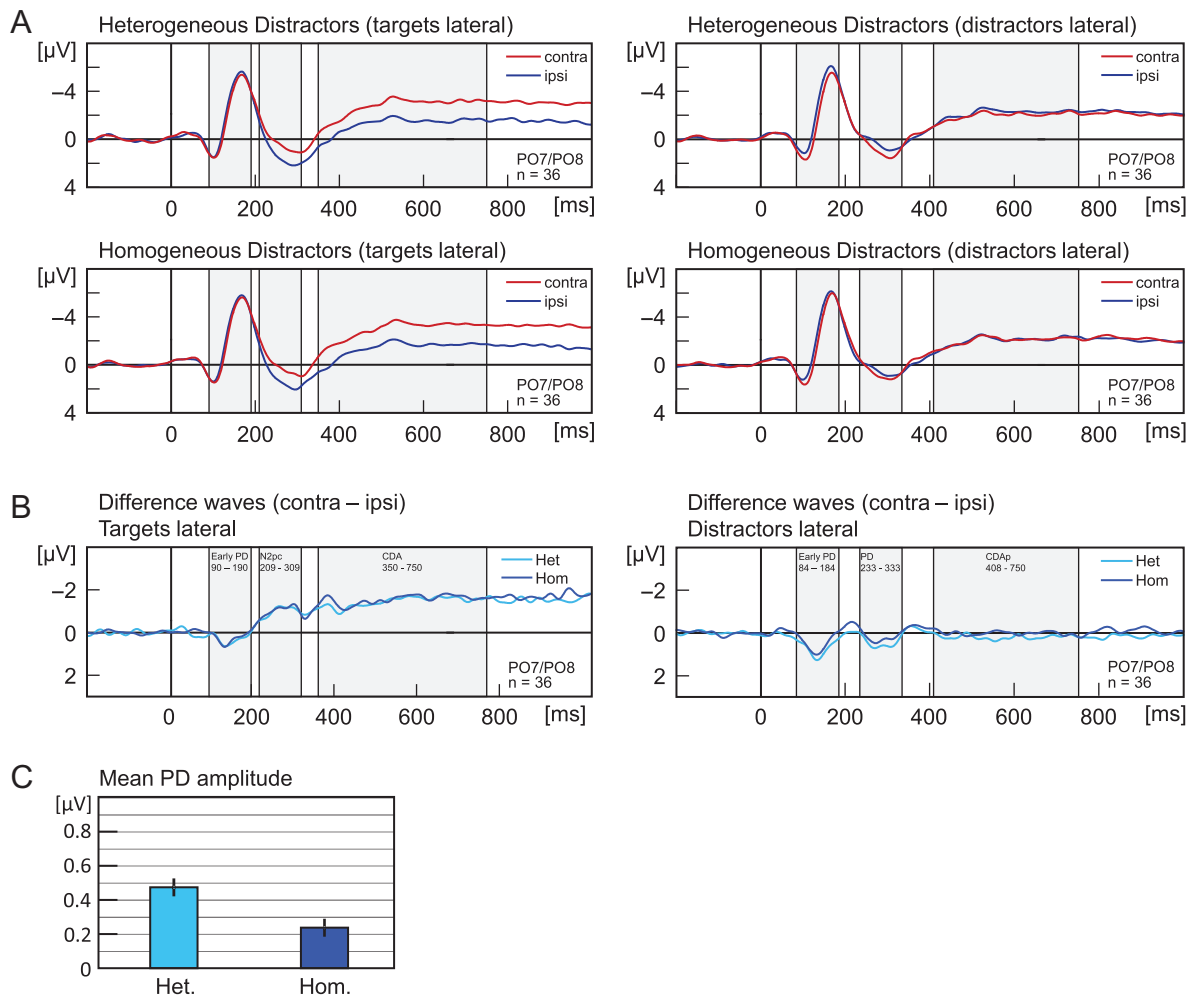 A
Heterogeneous Distractors (targets lateral)
[µV]
−4
0
4
contra
ipsi
PO7/PO8
n = 36
0 200 400 600 800 [ms]
Heterogeneous Distractors (distractors lateral)
[µV]
−4
0
4
contra
ipsi
PO7/PO8
n = 36
0 200 400 600 800 [ms]
Homogeneous Distractors (targets lateral)
[µV]
−4
0
4
contra
ipsi
PO7/PO8
n = 36
0 200 400 600 800 [ms]
Homogeneous Distractors (distractors lateral)
[µV]
−4
0
4
contra
ipsi
PO7/PO8
n = 36
0 200 400 600 800 [ms]
B
Difference waves (contra – ipsi)
Targets lateral
[µV]
−2
0
2
Early PD
90 – 190
N2pc
209 - 309
CDA
350 - 750
Het
Hom
PO7/PO8
n = 36
0 200 400 600 800 [ms]
Difference waves (contra – ipsi)
Distractors lateral
[µV]
−2
0
2
Early PD
84 – 184
PD
233 - 333
CDAp
408 - 750
Het
Hom
PO7/PO8
n = 36
0 200 400 600 800 [ms]
C
Mean PD amplitude
[µV]
0.8
0.6
0.4
0.2
0
Het. Hom.